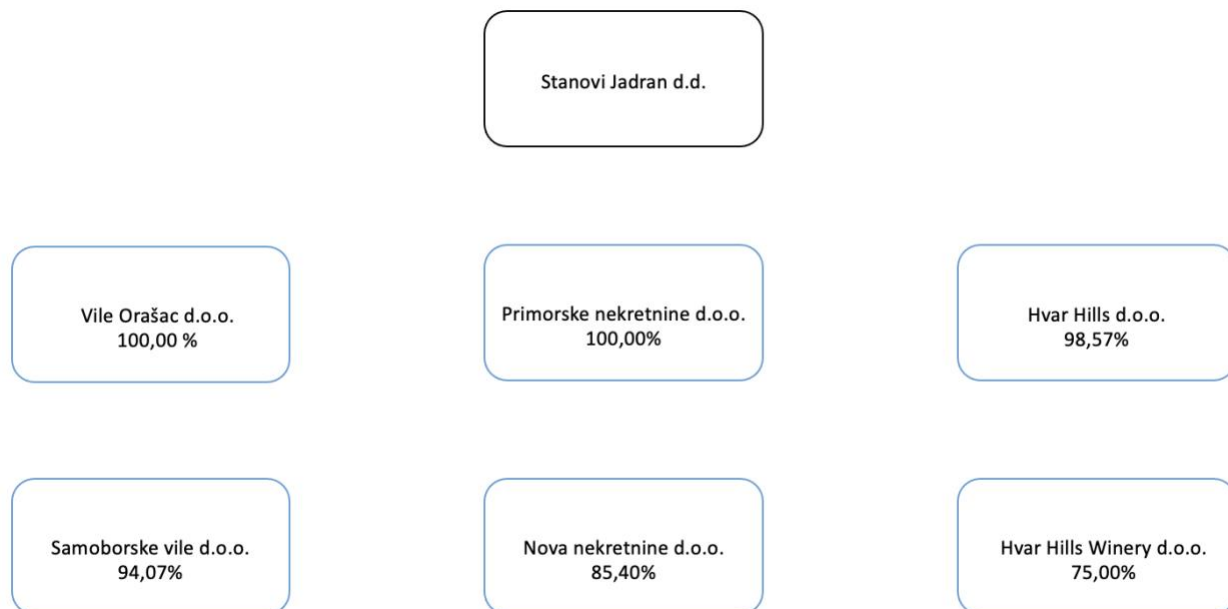 Stanovi Jadran d.d.
Vile Orašac d.o.o.
100,00 %
Primorske nekretnine d.o.o.
100,00%
Hvar Hills d.o.o.
98,57%
Samoborske vile d.o.o.
94,07%
Nova nekretnine d.o.o.
85,40%
Hvar Hills Winery d.o.o.
75,00%